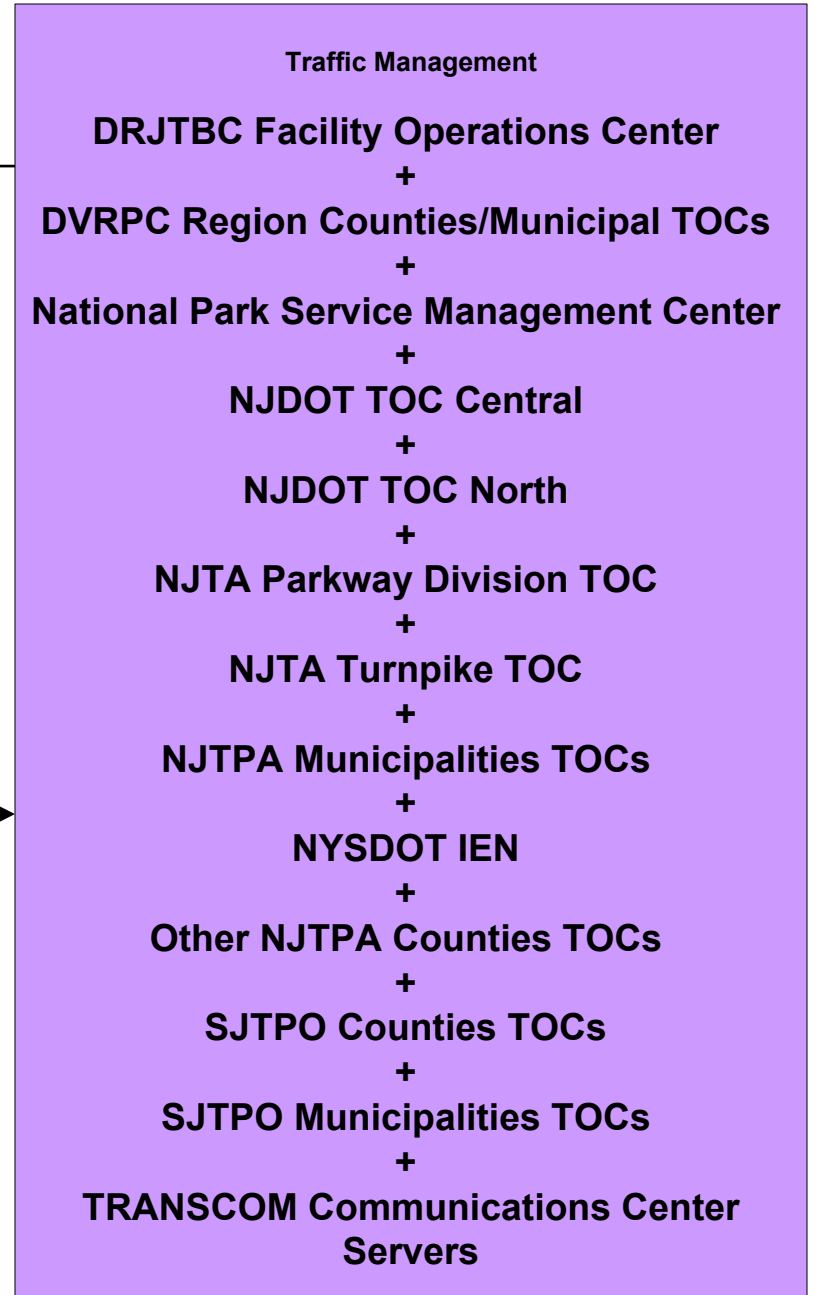 Traffic Management
DRJTBC Facility Operations Center
+
DVRPC Region Counties/Municipal TOCs
+
National Park Service Management Center
+
NJDOT TOC Central
+
NJDOT TOC North
+
NJTA Parkway Division TOC
+
NJTA Turnpike TOC
+
NJTPA Municipalities TOCs
+
NYSDOT IEN
+
Other NJTPA Counties TOCs
+
SJTPO Counties TOCs
+
SJTPO Municipalities TOCs
+
TRANSCOM Communications Center
Servers